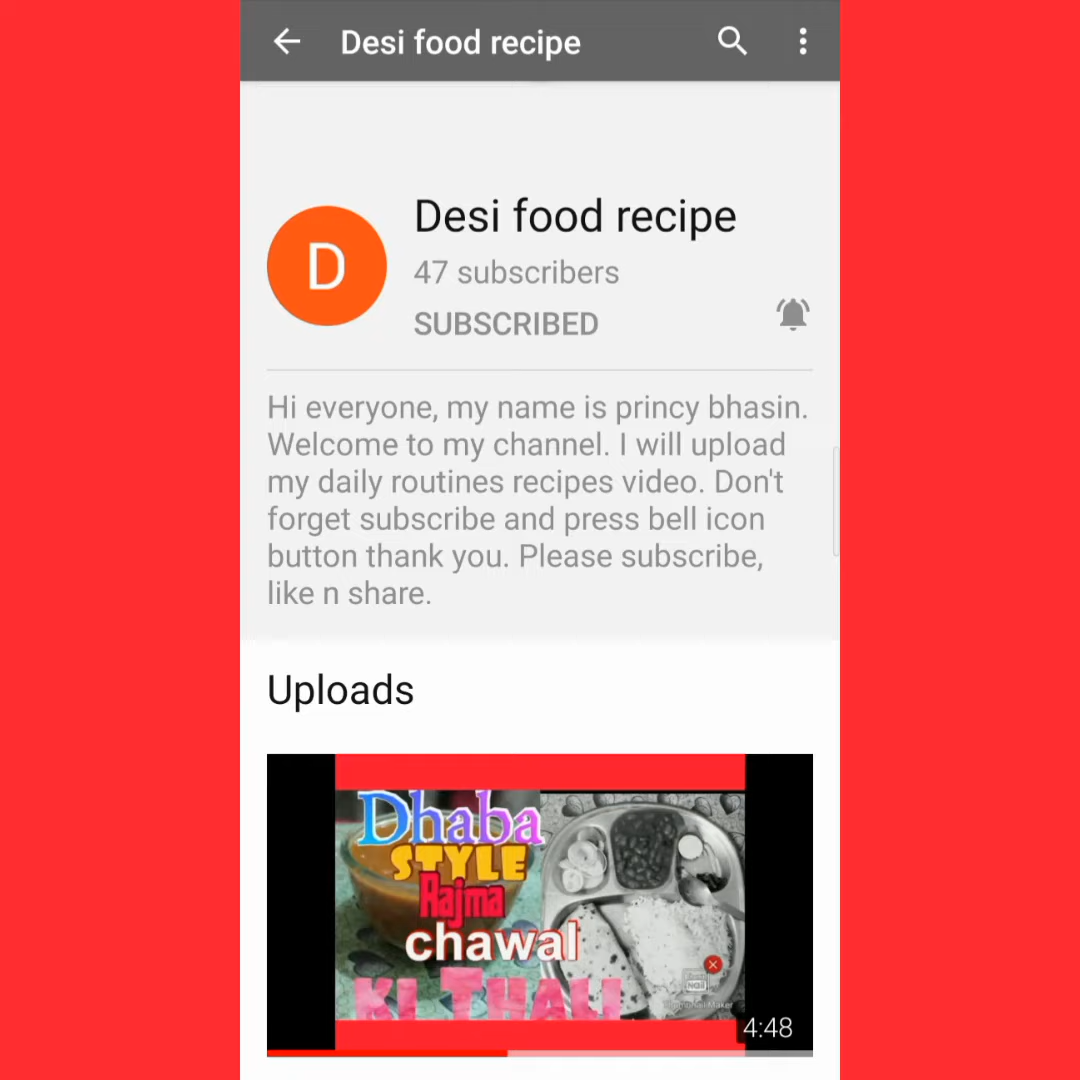 Desi food recipe
D
Desi food recipe
47 subscribers
SUBSCRIBED
Hi everyone, my name is princy bhasin.
Welcome to my channel. I will upload
my daily routines recipes video. Don't
forget subscribe and press bell icon
button thank you. Please subscribe,
like n share.
Uploads
Dhaba
STYLE
Rajma
chawal
KI THALI
4:48